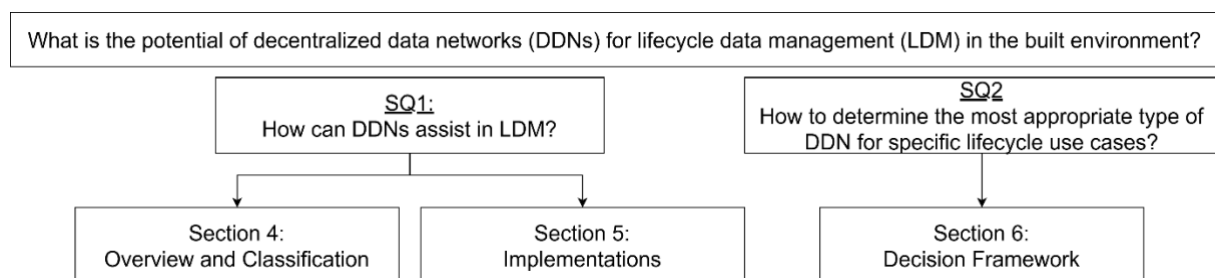 What is the potential of decentralized data networks (DDNs) for lifecycle data management (LDM) in the built environment?
SQ1:
How can DDNs assist in LDM?
SQ2
How to determine the most appropriate type of
DDN for specific lifecycle use cases?
Section 4:
Overview and Classification
Section 5:
Implementations
Section 6:
Decision Framework